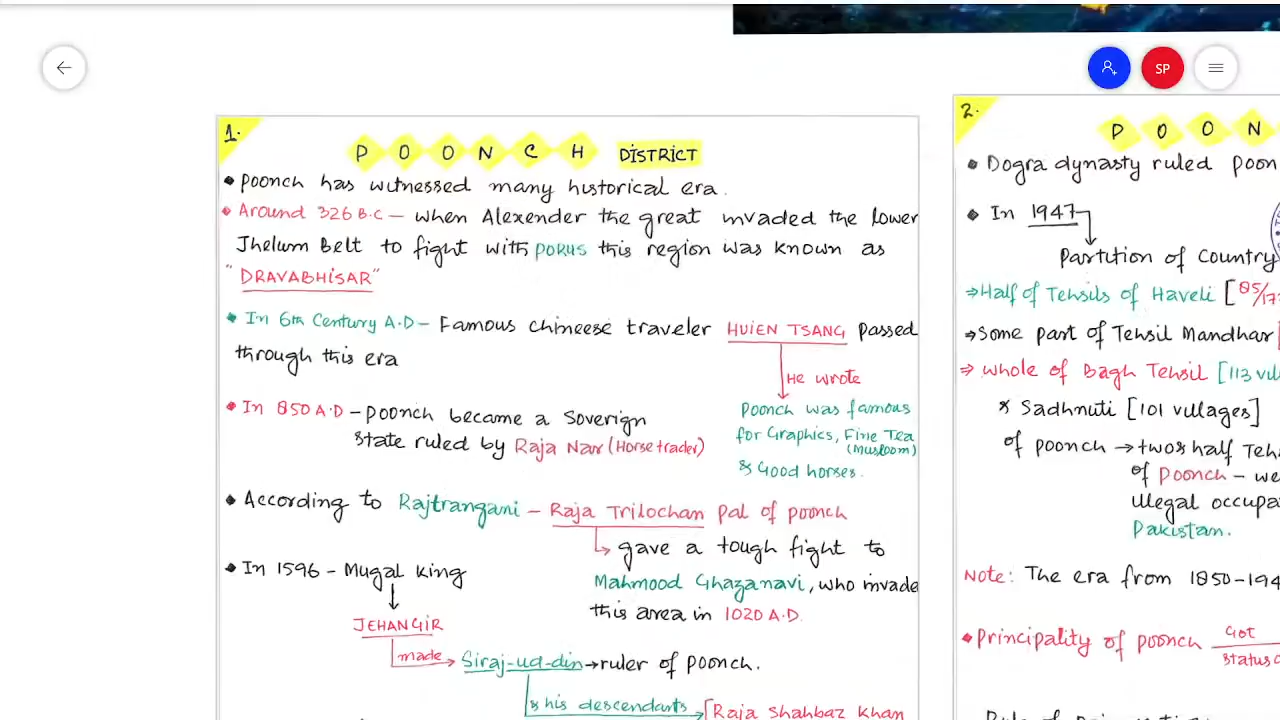 SP
1.
POONCH DISTRICT
• Poonch has witnessed many historical era.
• Around 326 B.C – when Alexender the great invaded the lower
Jhelum Belt to fight with PORUS this region was known as
"DRAVABHISAR"
• In 6th Century A.D – Famous chineese traveler HUIEN TSANG passed
through this era
He wrote
Poonch was famous
for Graphics, Fine Tea
(Musloom)
& Good horses.
• In 850 A.D – Poonch became a Soverign
state ruled by Raja Nar (Horse trader)
• According to Rajtrangani – Raja Trilochan pal of poonch
gave a tough fight to
Mahmood Ghazanavi, who invade
this area in 1020 A.D.
• In 1596 – Mugal king
JEHANGIR
made Siraj-ud-din → ruler of poonch.
& his descendants [Raja Shahbaz Khan
2.
POON
• Dogra dynasty ruled poon
• In 1947
Partition of Country
⇒ Half of Tehsils of Haveli [85/17
⇒ Some part of Tehsil Mandhar [
⇒ whole of Bagh Tehsil [113 vil
& Sadhnuti [101 villages]
of poonch → two & half Teh
of Poonch – we
illegal occupa
Pakistan.
Note: The era from 1850–194
• Principality of poonch Got
status o